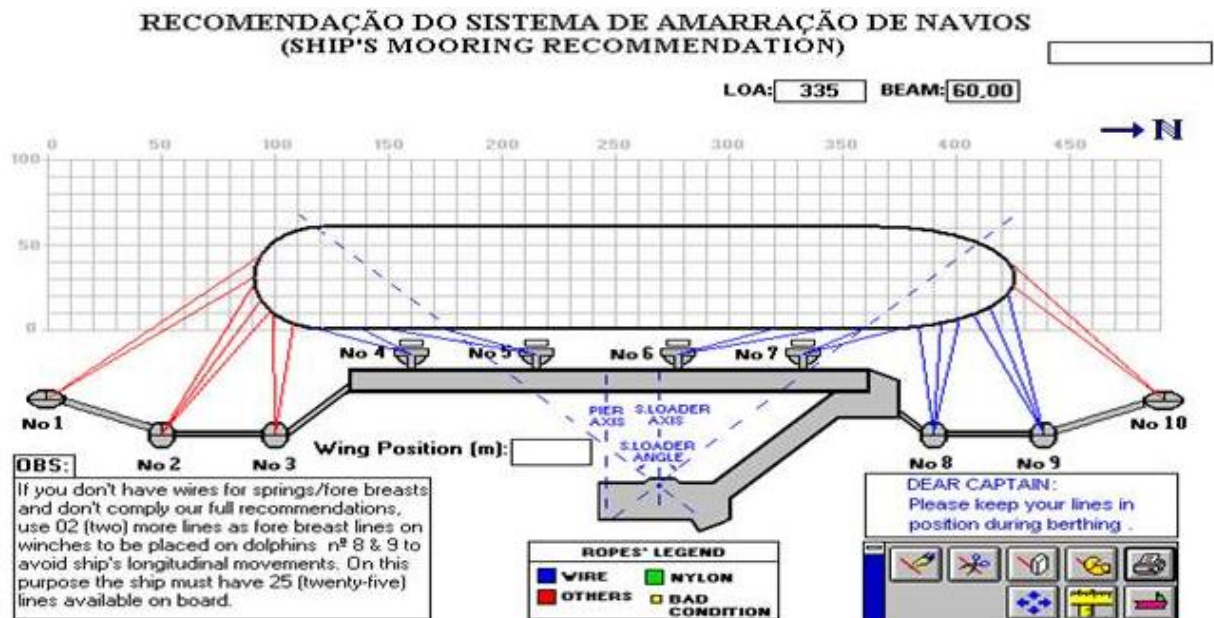 RECOMENDAÇÃO DO SISTEMA DE AMARRAÇÃO DE NAVIOS
(SHIP'S MOORING RECOMMENDATION)
LOA: 335 BEAM: 60,00
N
0 50 100 150 200 250 300 350 400 450
100
50
0
No 4 No 5 No 6 No 7
No 1
No 2 No 3
No 8 No 9
No 10
PIER AXIS
S.LOADER AXIS
S.LOADER ANGLE
Wing Position (m):
OBS:
If you don't have wires for springs/fore breasts
and don't comply our full recommendations,
use 02 (two) more lines as fore breast lines on
winches to be placed on dolphins nº 8 & 9 to
avoid ship's longitudinal movements. On this
purpose the ship must have 25 (twenty-five)
lines available on board.
ROPES' LEGEND
WIRE NYLON
OTHERS BAD CONDITION
DEAR CAPTAIN:
Please keep your lines in
position during berthing .